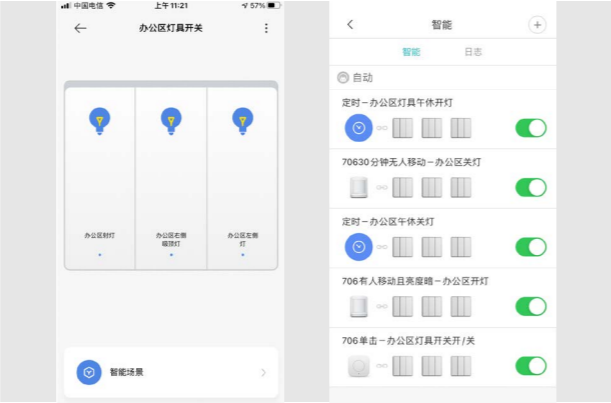 中国电信 上午11:21 57%
办公区灯具开关
办公区射灯
办公区右侧
暗顶灯
办公区左侧
灯
智能场景
智能
智能 日志
自动
定时-办公区灯具午休开灯
70630分钟无人移动-办公区关灯
定时-办公区午休关灯
706有人移动且亮度暗-办公区开灯
706单击-办公区灯具开关开/关